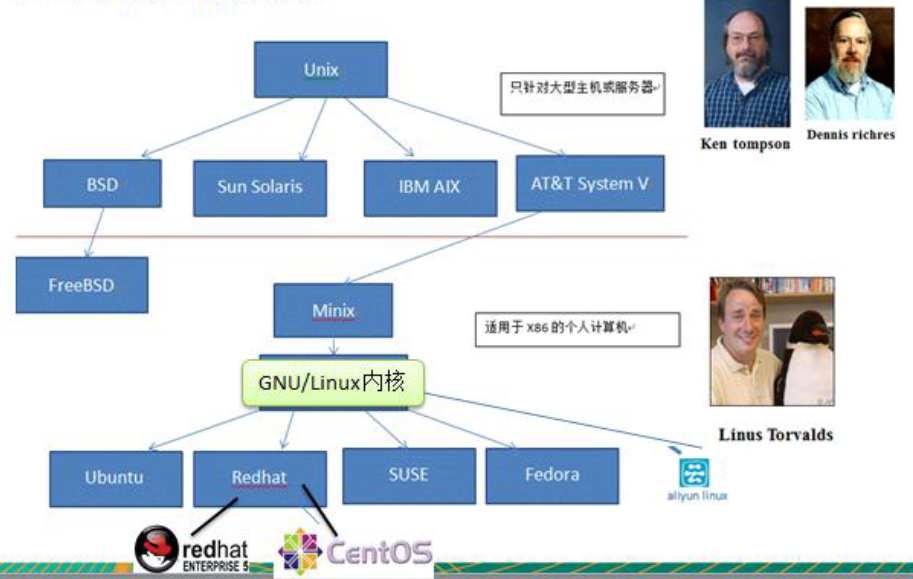 Unix
只针对大型主机或服务器
Ken tompson
Dennis richres
BSD
Sun Solaris
IBM AIX
AT&T System V
FreeBSD
Minix
适用于 X86 的个人计算机
GNU/Linux内核
Linus Torvalds
Ubuntu
Redhat
SUSE
Fedora
aliyun linux
redhat
ENTERPRISE 5
CentOS